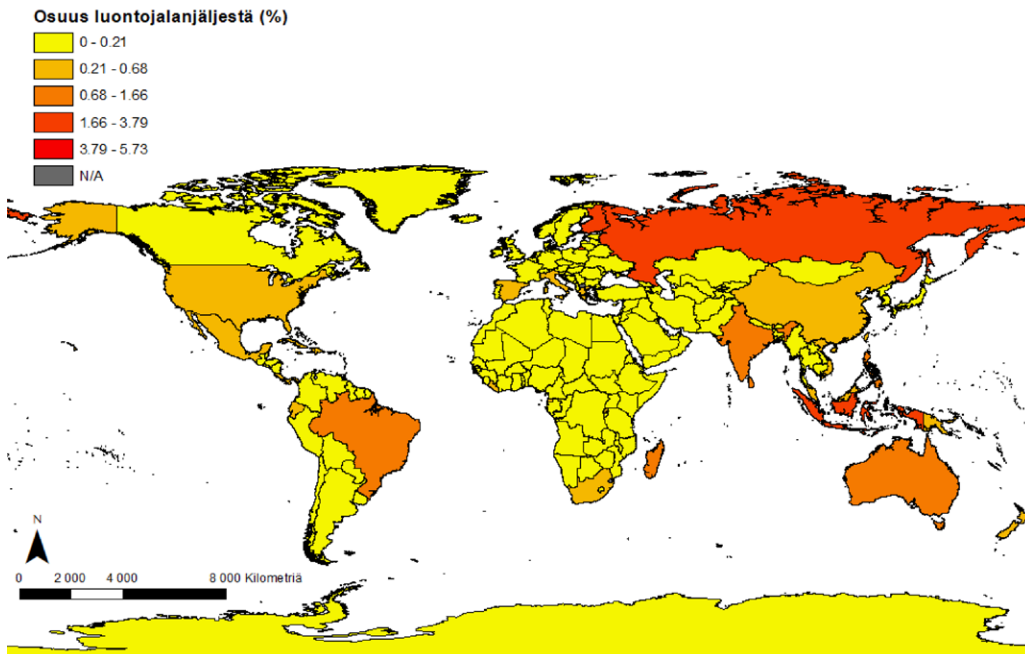 Osuus luontojalanjäljestä (%)
0 - 0.21
0.21 - 0.68
0.68 - 1.66
1.66 - 3.79
3.79 - 5.73
N/A
N
0 2 000 4 000 8 000 Kilometriä